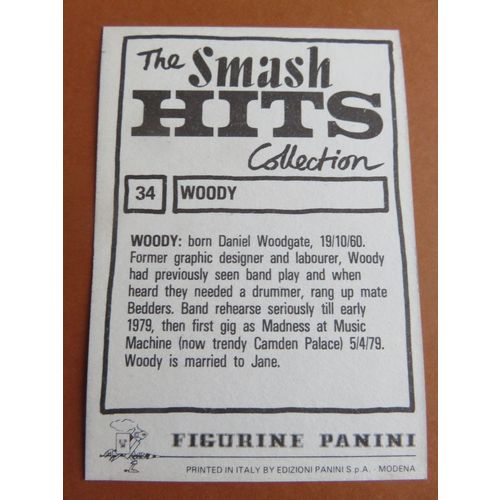 The Smash
HITS
Collection
34 WOODY
WOODY: born Daniel Woodgate, 19/10/60.
Former graphic designer and labourer, Woody
had previously seen band play and when
heard they needed a drummer, rang up mate
Bedders. Band rehearse seriously till early
1979, then first gig as Madness at Music
Machine (now trendy Camden Palace) 5/4/79.
Woody is married to Jane.
FIGURINE PANINI
PRINTED IN ITALY BY EDIZIONI PANINI S.p.A. - MODENA